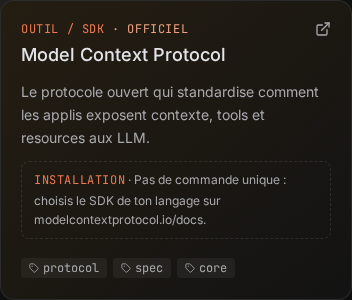 OUTIL / SDK · OFFICIEL
Model Context Protocol
Le protocole ouvert qui standardise comment
les applis exposent contexte, tools et
resources aux LLM.
INSTALLATION · Pas de commande unique :
choisis le SDK de ton langage sur
modelcontextprotocol.io/docs.
protocol spec core